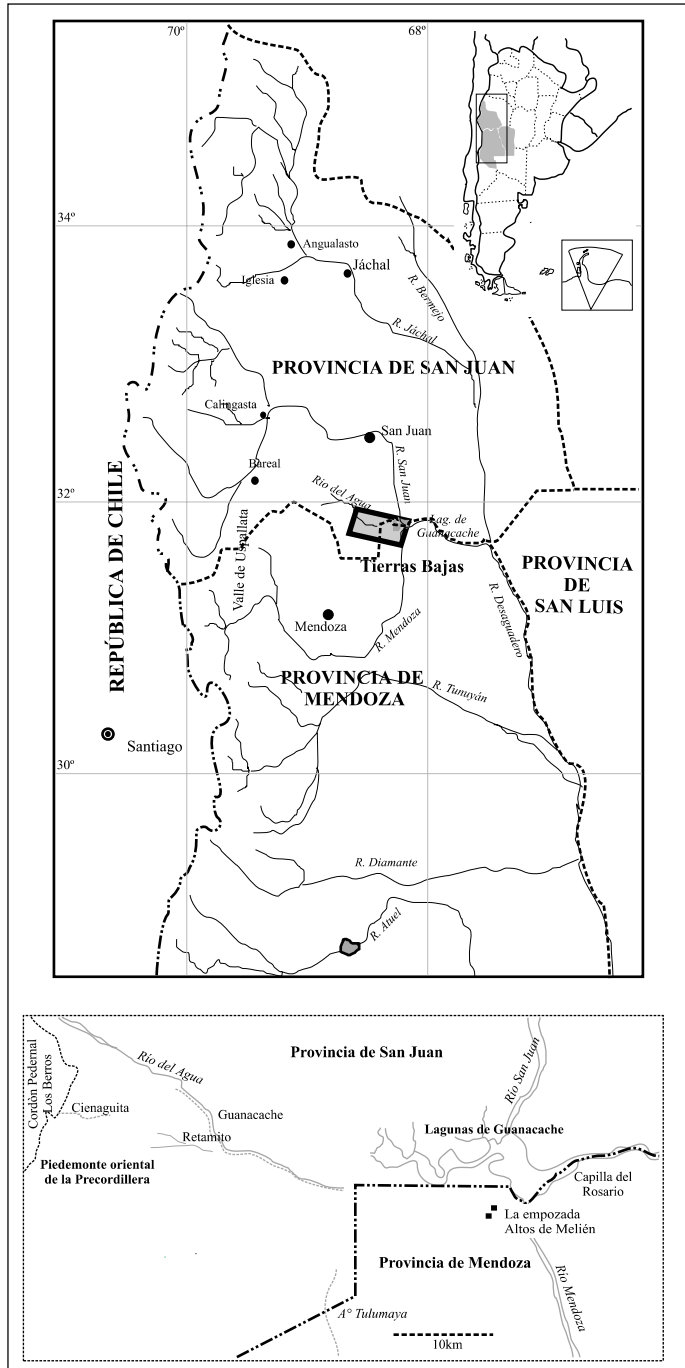 70º
68º
34º
Angualasto
Iglesia
Jáchal
R. Bermejo
R. Jáchal
PROVINCIA DE SAN JUAN
Calingasta
San Juan
Bareal
R. San Juan
REPÚBLICA DE CHILE
32º
Rio del Agua
Lag. de
Guanacache
Valle de Uspallata
Tierras Bajas
PROVINCIA
DE
SAN LUIS
R. Desaguadero
Mendoza
R. Mendoza
PROVINCIA DE
MENDOZA
R. Tunuyán
Santiago
30º
R. Diamante
R. Atuel
Cordòn Pedernal
Los Berros
Río del Agua
Provincia de San Juan
Río San Juan
Cienaguita
Guanacache
Retamito
Lagunas de Guanacache
Piedemonte oriental
de la Precordillera
Capilla del
Rosario
La empozada
Altos de Melién
Provincia de Mendoza
Río Mendoza
A° Tulumaya
10km